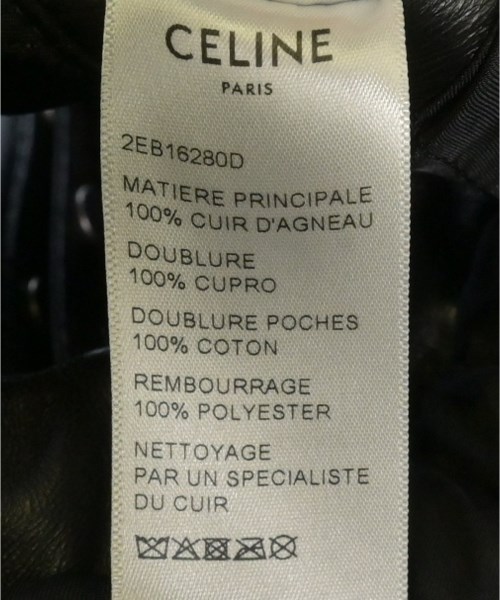 CELINE
PARIS
2EB16280D
MATIERE PRINCIPALE
100% CUIR D'AGNEAU
DOUBLURE
100% CUPRO
DOUBLURE POCHES
100% COTON
REMBOURRAGE
100% POLYESTER
NETTOYAGE
PAR UN SPECIALISTE
DU CUIR